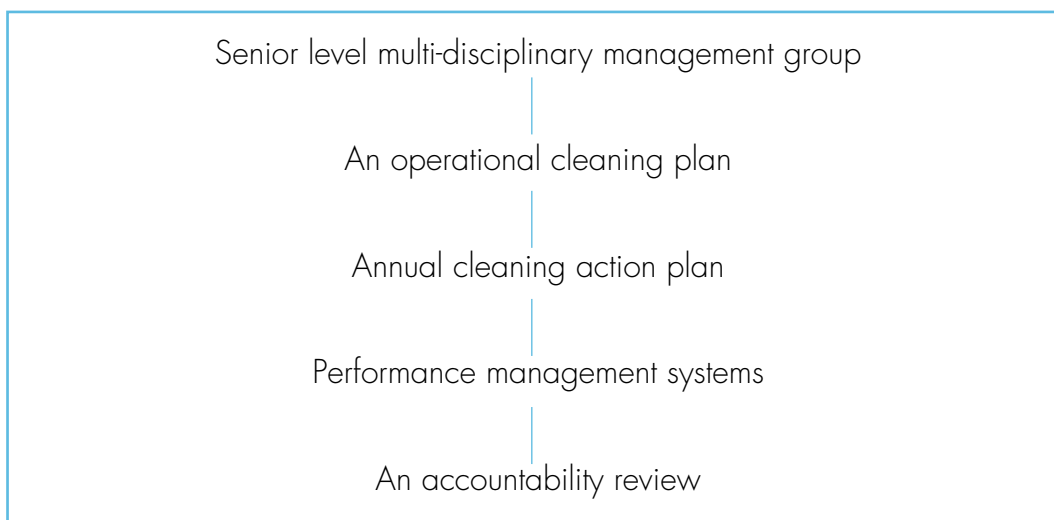 Senior level multi-disciplinary management group
An operational cleaning plan
Annual cleaning action plan
Performance management systems
An accountability review